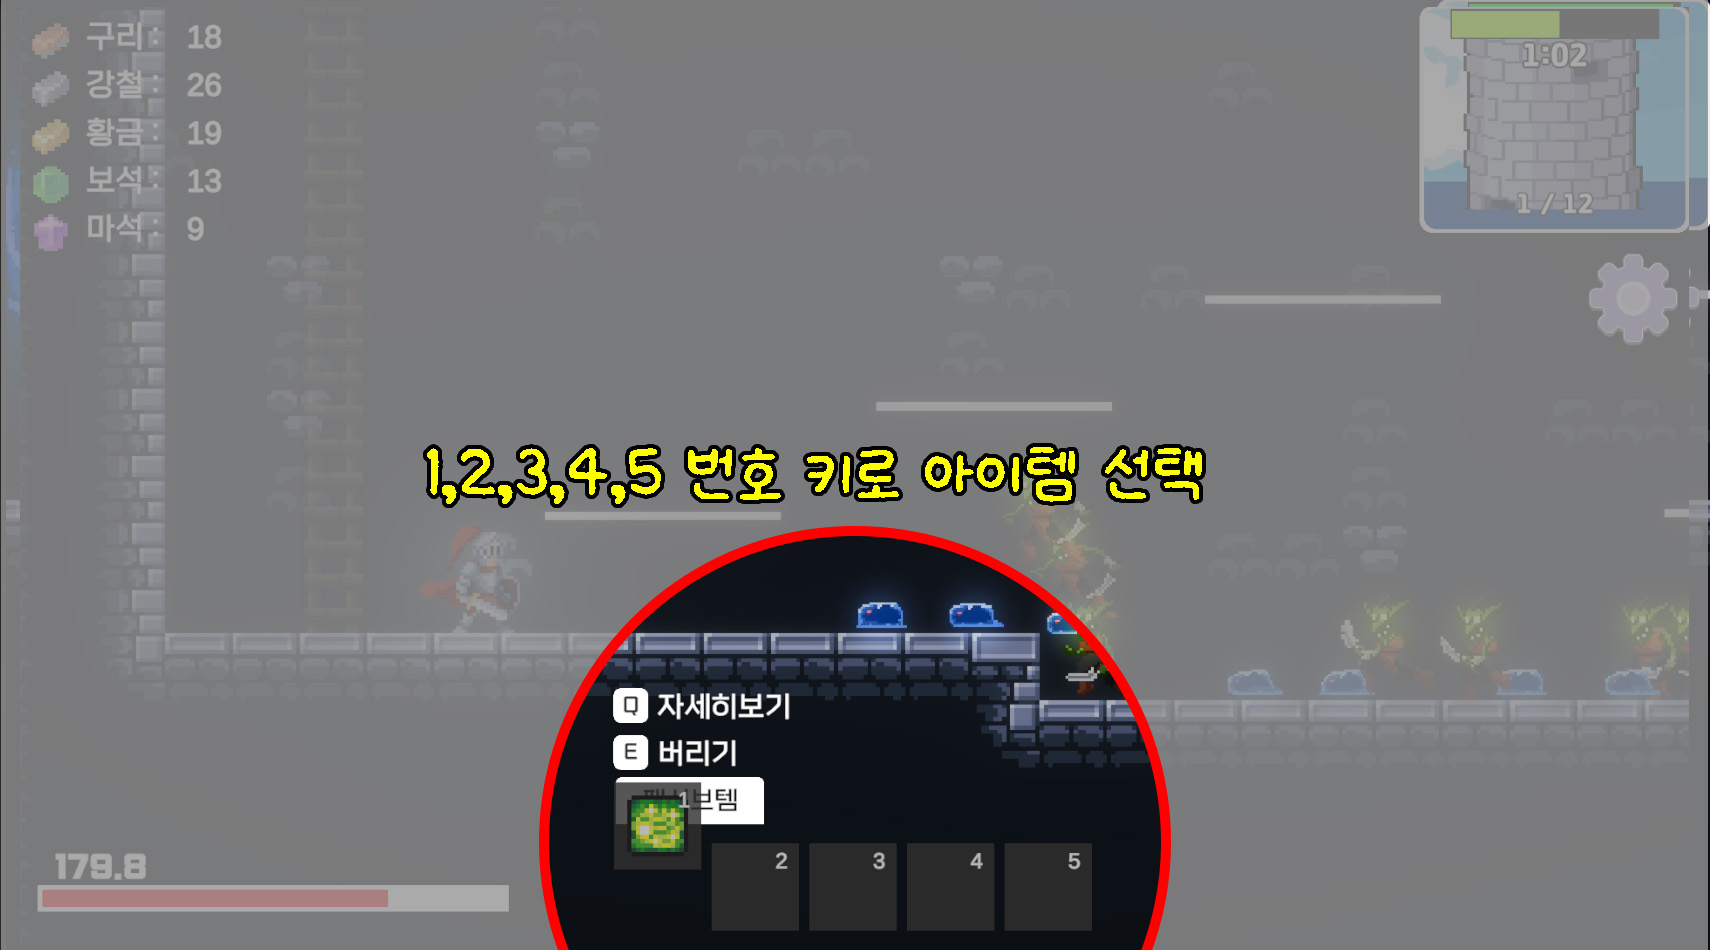 구리 : 18
강철 : 26
황금 : 19
보석 : 13
마석 : 9
1:02
1 / 12
1,2,3,4,5 번호 키로 아이템 선택
Q 자세히보기
E 버리기
1
2
3
4
5
179.8